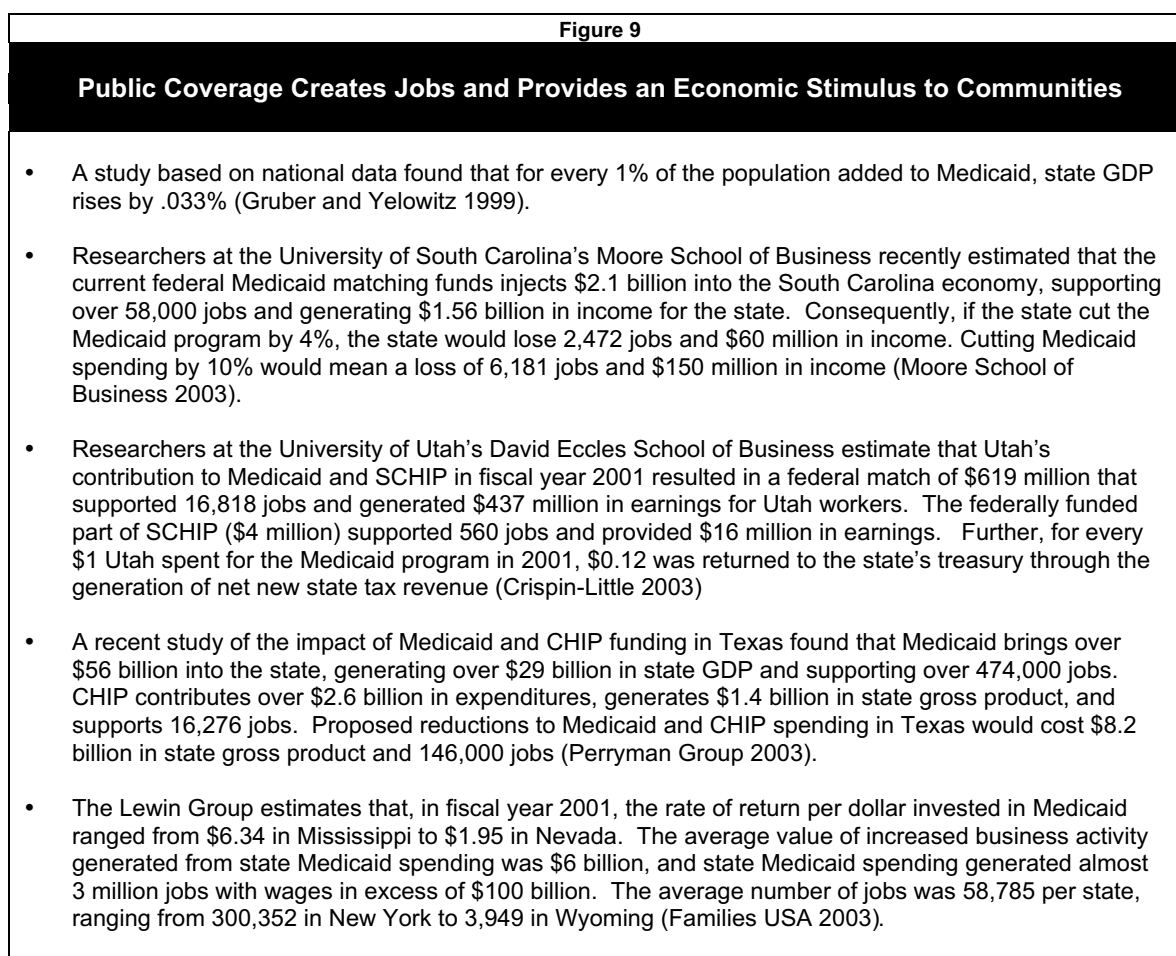 Figure 9
Public Coverage Creates Jobs and Provides an Economic Stimulus to Communities
• A study based on national data found that for every 1% of the population added to Medicaid, state GDP
rises by .033% (Gruber and Yelowitz 1999).
• Researchers at the University of South Carolina's Moore School of Business recently estimated that the
current federal Medicaid matching funds injects $2.1 billion into the South Carolina economy, supporting
over 58,000 jobs and generating $1.56 billion in income for the state.  Consequently, if the state cut the
Medicaid program by 4%, the state would lose 2,472 jobs and $60 million in income. Cutting Medicaid
spending by 10% would mean a loss of 6,181 jobs and $150 million in income (Moore School of
Business 2003).
• Researchers at the University of Utah's David Eccles School of Business estimate that Utah's
contribution to Medicaid and SCHIP in fiscal year 2001 resulted in a federal match of $619 million that
supported 16,818 jobs and generated $437 million in earnings for Utah workers.  The federally funded
part of SCHIP ($4 million) supported 560 jobs and provided $16 million in earnings.   Further, for every
$1 Utah spent for the Medicaid program in 2001, $0.12 was returned to the state's treasury through the
generation of net new state tax revenue (Crispin-Little 2003)
• A recent study of the impact of Medicaid and CHIP funding in Texas found that Medicaid brings over
$56 billion into the state, generating over $29 billion in state GDP and supporting over 474,000 jobs.
CHIP contributes over $2.6 billion in expenditures, generates $1.4 billion in state gross product, and
supports 16,276 jobs.  Proposed reductions to Medicaid and CHIP spending in Texas would cost $8.2
billion in state gross product and 146,000 jobs (Perryman Group 2003).
• The Lewin Group estimates that, in fiscal year 2001, the rate of return per dollar invested in Medicaid
ranged from $6.34 in Mississippi to $1.95 in Nevada.  The average value of increased business activity
generated from state Medicaid spending was $6 billion, and state Medicaid spending generated almost
3 million jobs with wages in excess of $100 billion.  The average number of jobs was 58,785 per state,
ranging from 300,352 in New York to 3,949 in Wyoming (Families USA 2003).